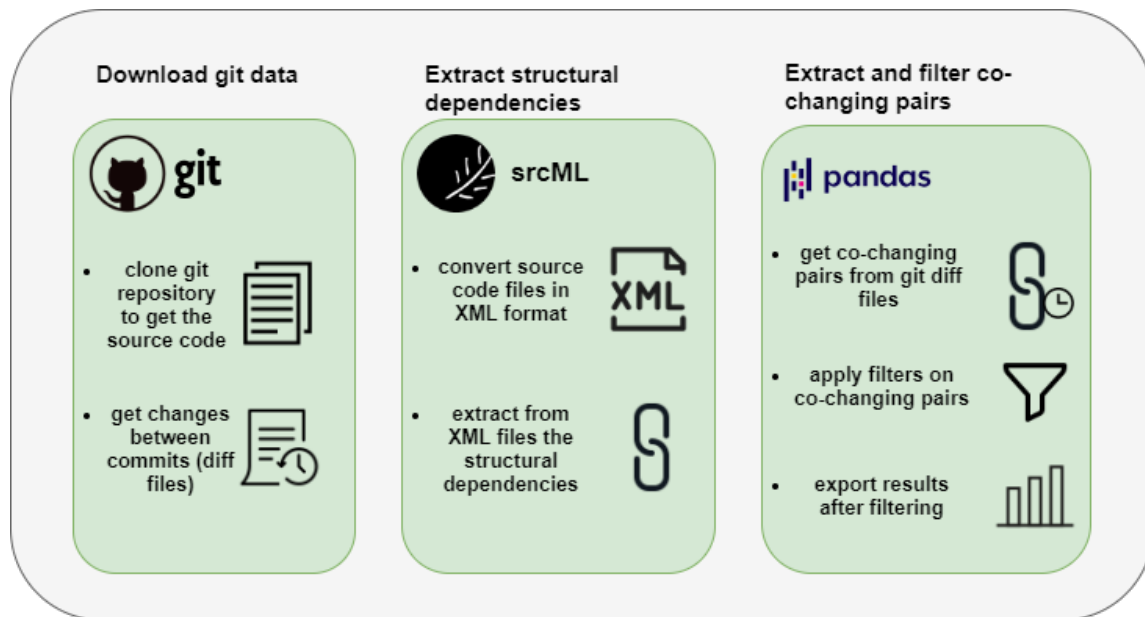 Download git data
git
• clone git
repository
to get the
source code
• get changes
between
commits (diff
files)
Extract structural
dependencies
srcML
• convert source
code files in
XML format
XML
• extract from
XML files the
structural
dependencies
Extract and filter co-
changing pairs
pandas
• get co-changing
pairs from git diff
files
• apply filters on
co-changing pairs
• export results
after filtering